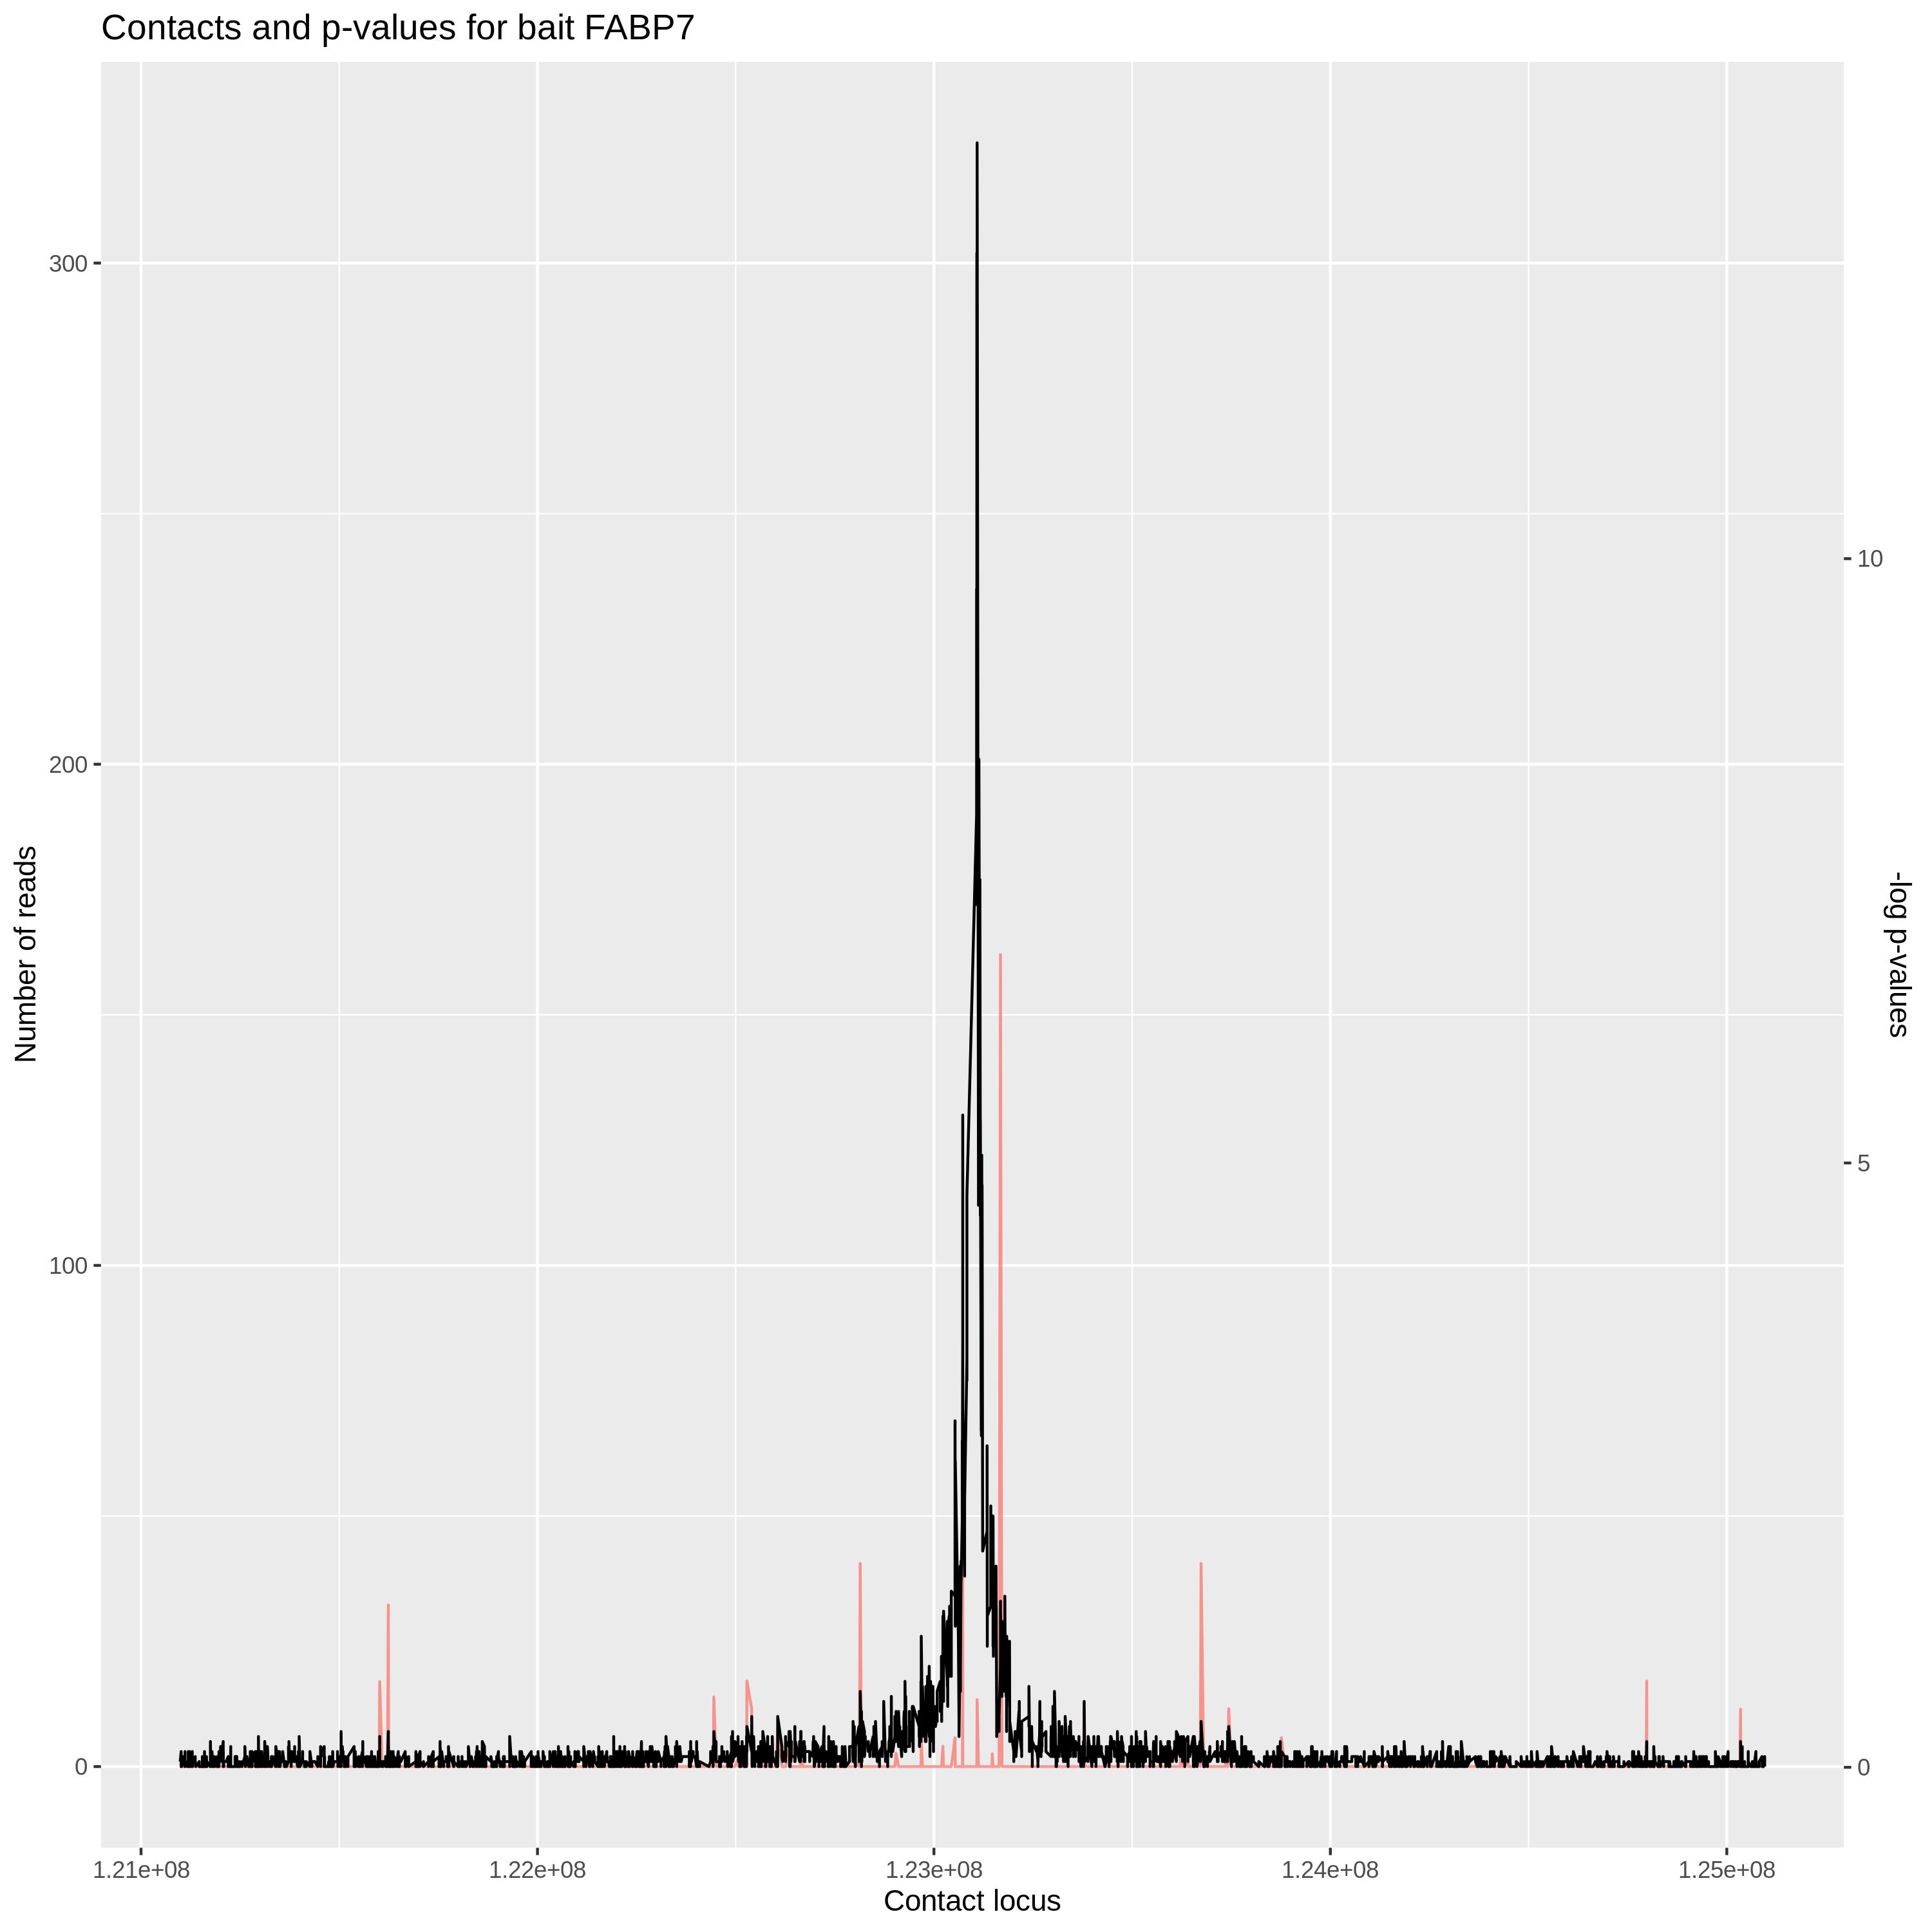 Contacts and p-values for bait FABP7
300
200
100
0
Number of reads
10
5
0
-log p-values
1.21e+08
1.22e+08
1.23e+08
1.24e+08
1.25e+08
Contact locus